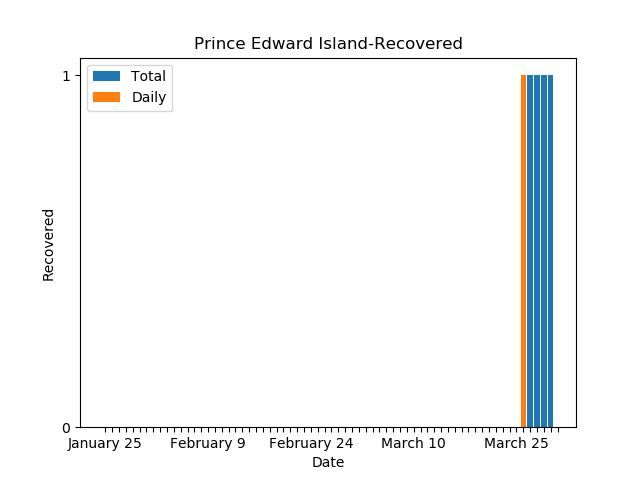 Prince Edward Island-Recovered
Total
Daily
1
0
Recovered
January 25
February 9
February 24
March 10
March 25
Date